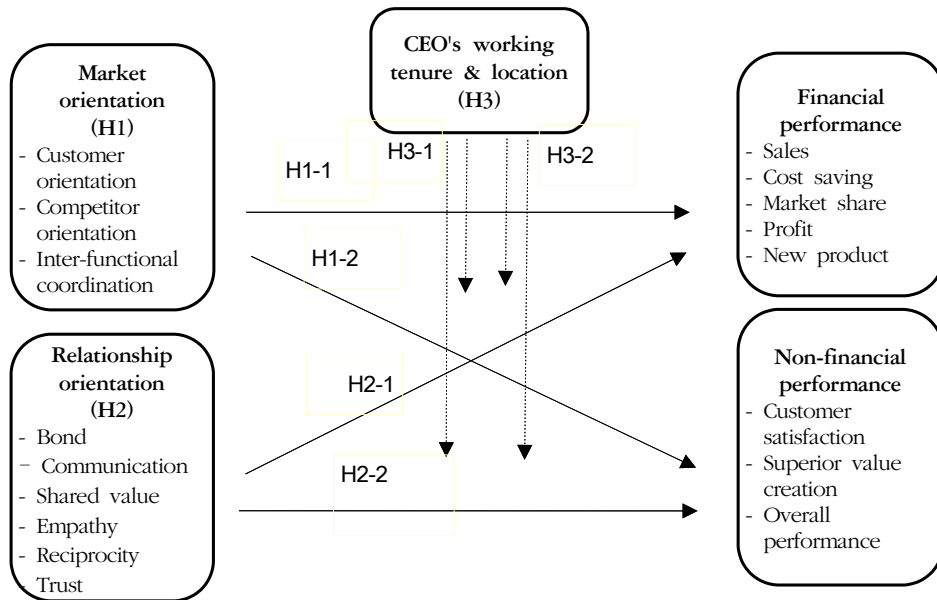 CEO's working
tenure & location
(H3)
Market
orientation
(H1)
- Customer
orientation
- Competitor
orientation
- Inter-functional
coordination
H1-1
H3-1
H3-2
H1-2
Financial
performance
- Sales
- Cost saving
- Market share
- Profit
- New product
Relationship
orientation
(H2)
- Bond
- Communication
- Shared value
- Empathy
- Reciprocity
- Trust
H2-1
H2-2
Non-financial
performance
- Customer
satisfaction
- Superior value
creation
- Overall
performance